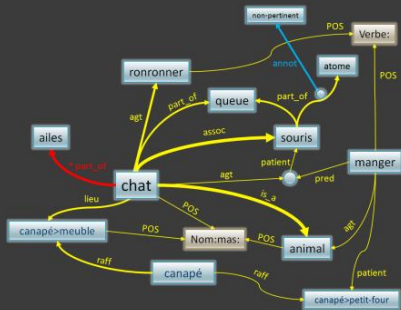 non-pertinent
POS
Verbe:
ronronner
annot
atome
part_of
queue
part_of
POS
agt
assoc
souris
ailes
* part_of
patient
manger
chat
agt
pred
lieu
is_a
POS
agt
canapé>meuble
POS
Nom:mas:
POS
animal
raff
canapé
raff
patient
canapé>petit-four